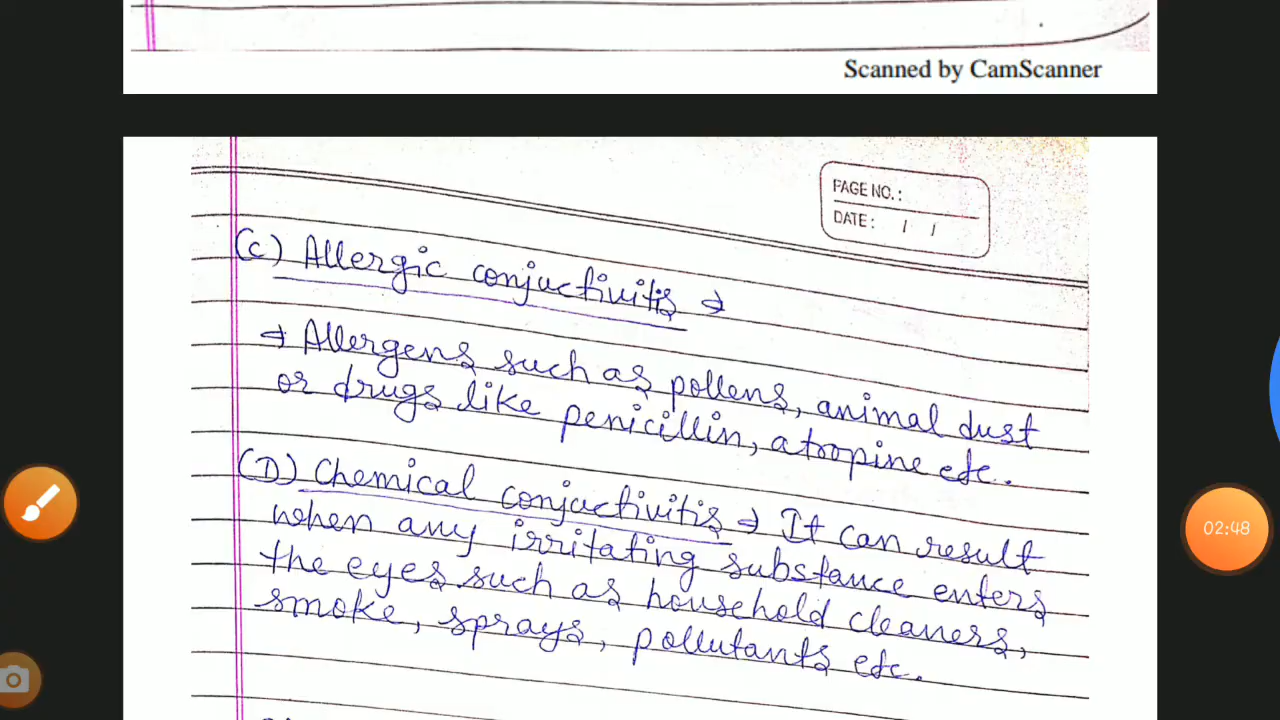 Scanned by CamScanner
PAGE NO.:
DATE: / /
(C) Allergic conjuctivitis →
→ Allergens such as pollens, animal dust
or drugs like penicillin, atropine etc.
(D) Chemical conjuctivitis → It can result
when any irritating substance enters
the eyes such as household cleaners,
smoke, sprays, pollutants etc.
02:48